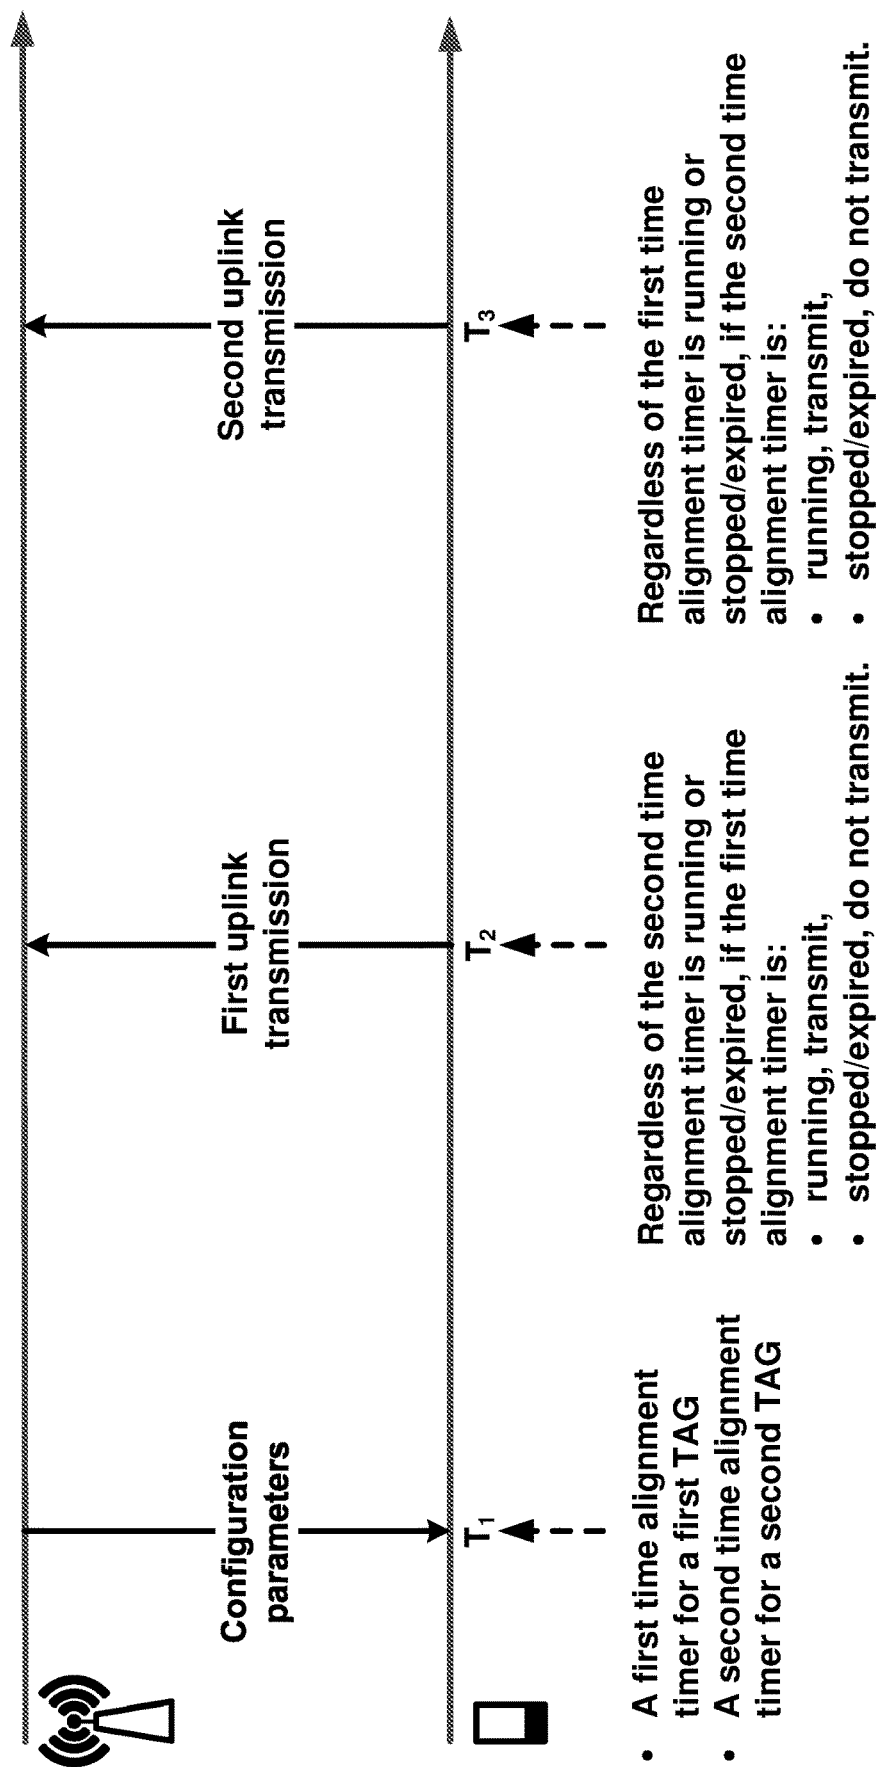 Configuration
parameters
First uplink
transmission
Second uplink
transmission
T1
T2
T3
• A first time alignment
timer for a first TAG
• A second time alignment
timer for a second TAG
Regardless of the second time
alignment timer is running or
stopped/expired, if the first time
alignment timer is:
• running, transmit,
• stopped/expired, do not transmit.
Regardless of the first time
alignment timer is running or
stopped/expired, if the second time
alignment timer is:
• running, transmit,
• stopped/expired, do not transmit.